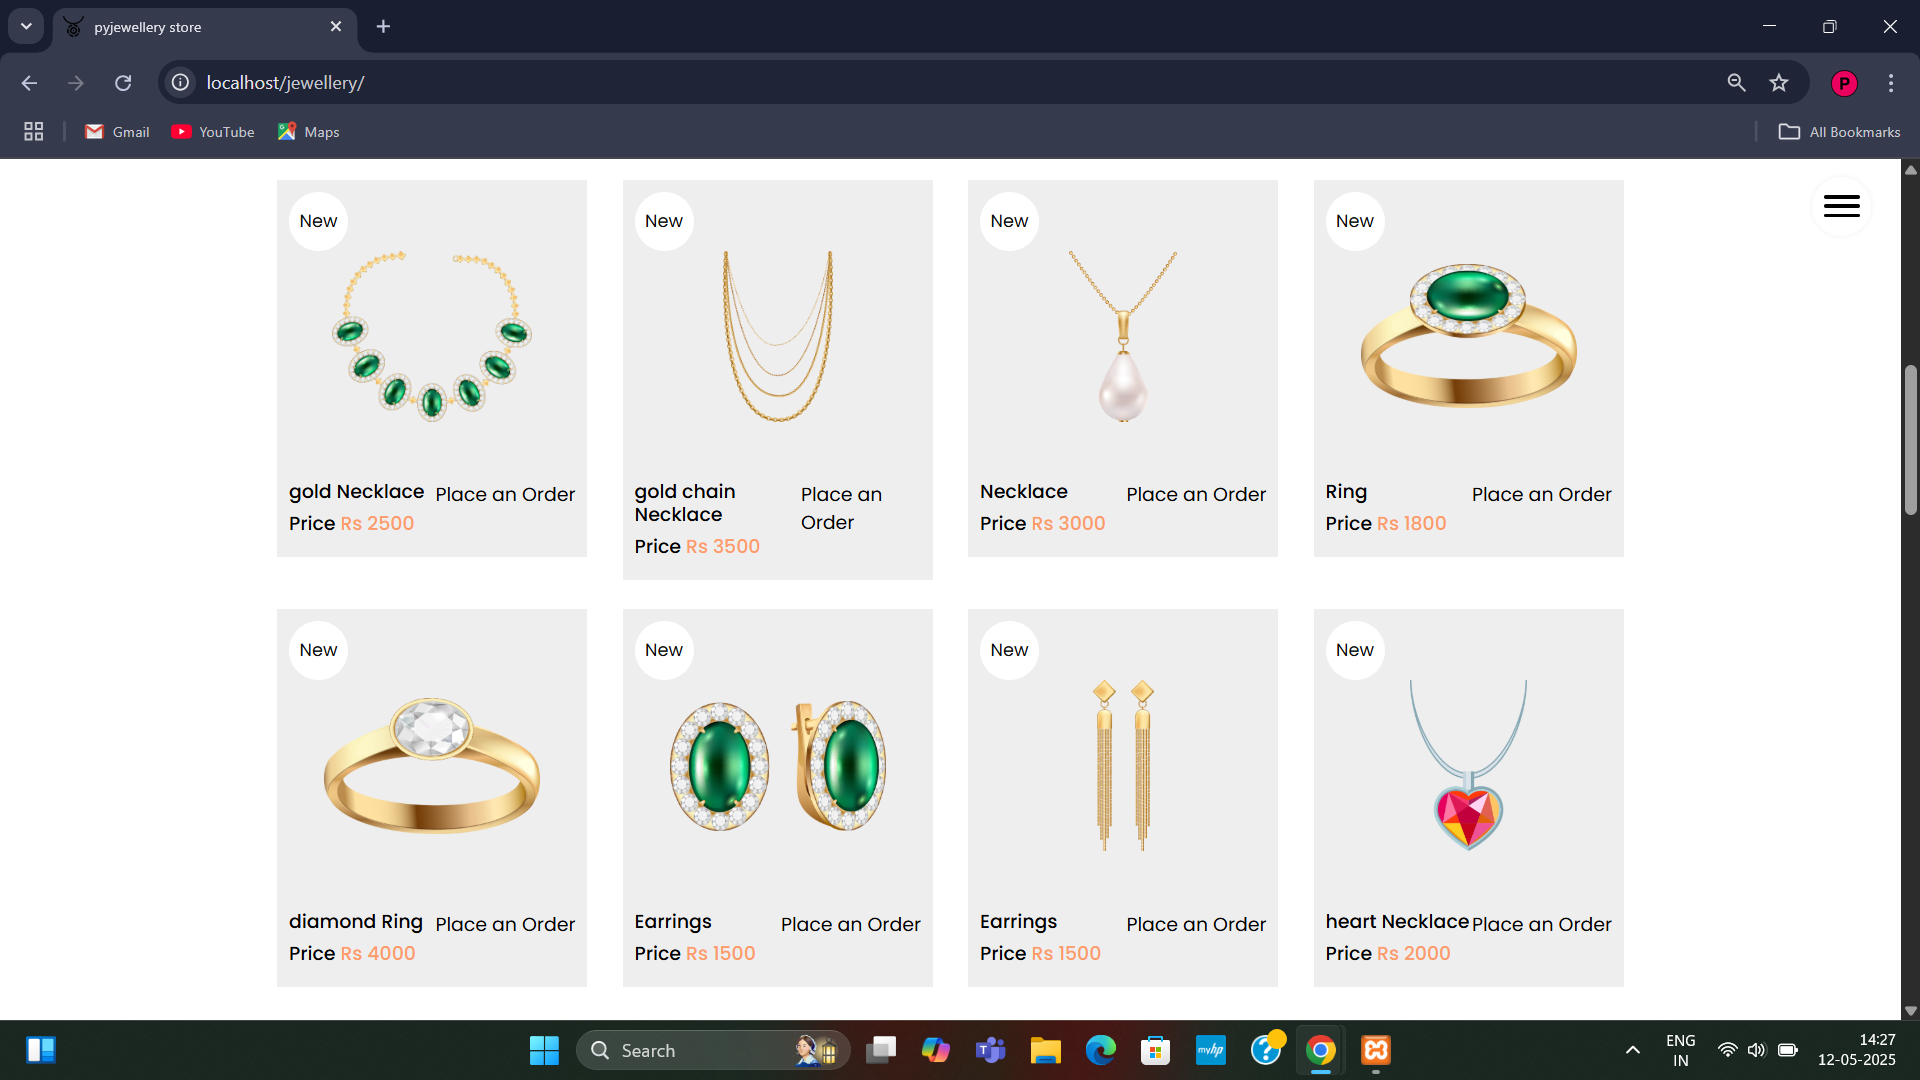 pyjewellery store
localhost/jewellery/
P
Gmail
YouTube
Maps
All Bookmarks
New
New
New
New
gold Necklace
Place an Order
Price Rs 2500
gold chain
Necklace
Place an
Order
Price Rs 3500
Necklace
Place an Order
Price Rs 3000
Ring
Place an Order
Price Rs 1800
New
New
New
New
diamond Ring
Place an Order
Price Rs 4000
Earrings
Place an Order
Price Rs 1500
Earrings
Place an Order
Price Rs 1500
heart Necklace
Place an Order
Price Rs 2000
Search
myhp
ENG
IN
14:27
12-05-2025